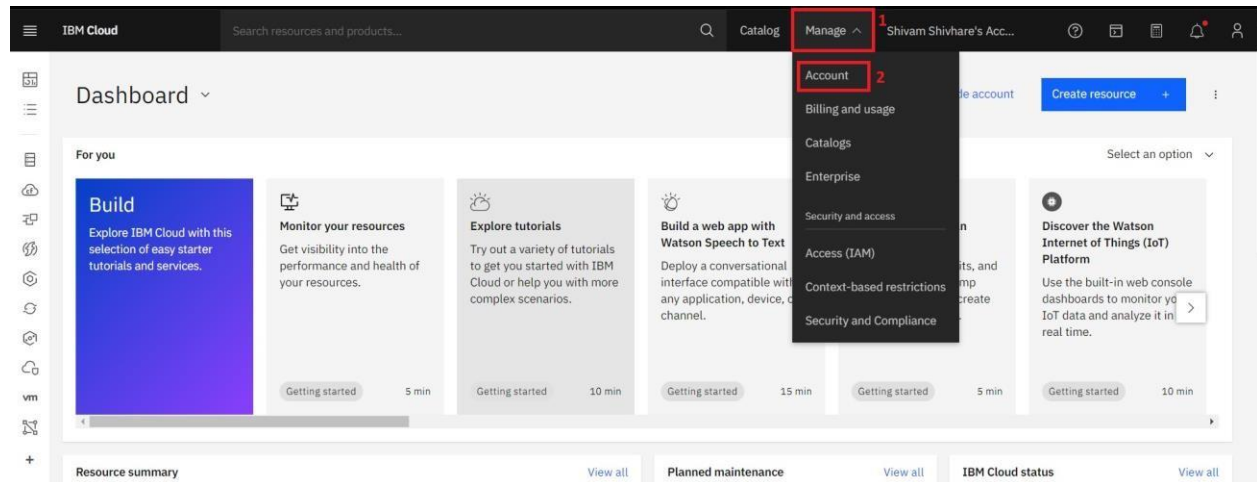 IBM Cloud
Search resources and products...
Catalog
Manage
1
Shivam Shivhare's Acc...
Account
2
Billing and usage
Catalogs
Enterprise
Security and access
Access (IAM)
Context-based restrictions
Security and Compliance
Dashboard
account
Create resource +
For you
Select an option
Build
Explore IBM Cloud with this
selection of easy starter
tutorials and services.
Monitor your resources
Get visibility into the
performance and health of
your resources.
Getting started
5 min
Explore tutorials
Try out a variety of tutorials
to get you started with IBM
Cloud or help you with more
complex scenarios.
Getting started
10 min
Build a web app with
Watson Speech to Text
Deploy a conversational
interface compatible with
any application, device,
channel.
Getting started
15 min
and
create
Getting started
5 min
Discover the Watson
Internet of Things (IoT)
Platform
Use the built-in web console
dashboards to monitor
IoT data and analyze it in
real time.
Getting started
10 min
vm
Resource summary
View all
Planned maintenance
View all
IBM Cloud status
View all